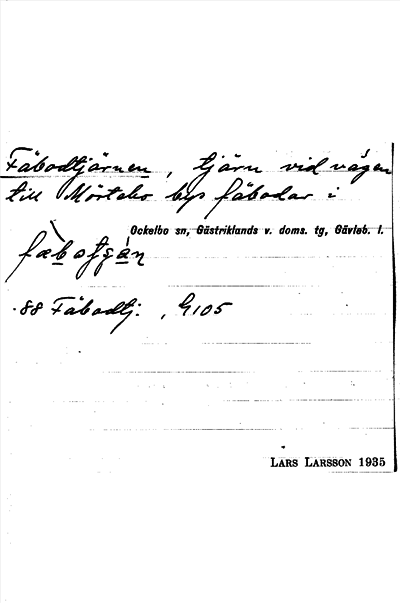 Fäbodtjärnen, tjärn vid vägen
till Mörtebo bys fäbodar i
Ockelbo sn, Gästriklands v. doms. tg, Gävleb. l.
-88 Fäbodtj: , G105
LARS LARSSON 1935